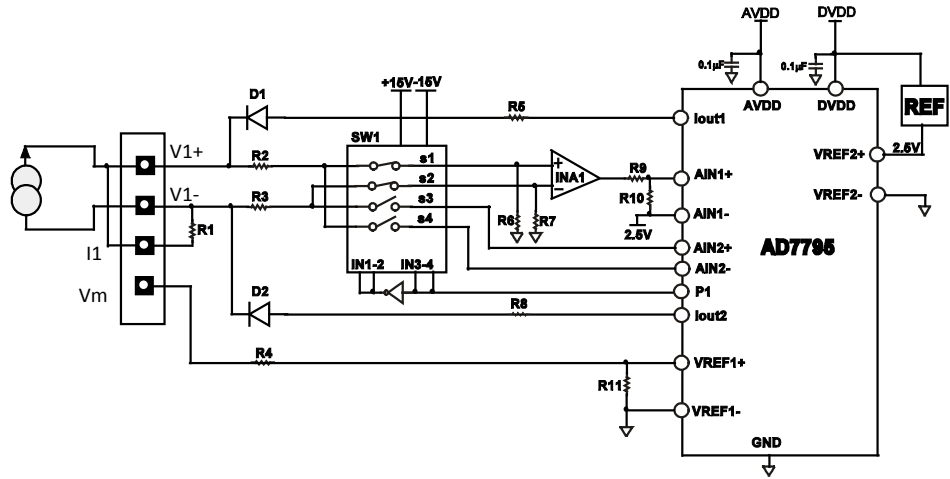 AVDD
DVDD
0.1µF
0.1µF
REF
AVDD
DVDD
2.5V
D1
R5
Iout1
+15V
-15V
SW1
V1+
R2
s1
VREF2+
INA1
R9
AIN1+
s2
V1-
R3
s3
R10
VREF2-
R6
R7
AIN1-
s4
R1
2.5V
AIN2+
AD7795
I1
IN1-2
IN3-4
AIN2-
P1
Vm
D2
R8
Iout2
R4
VREF1+
R11
VREF1-
GND